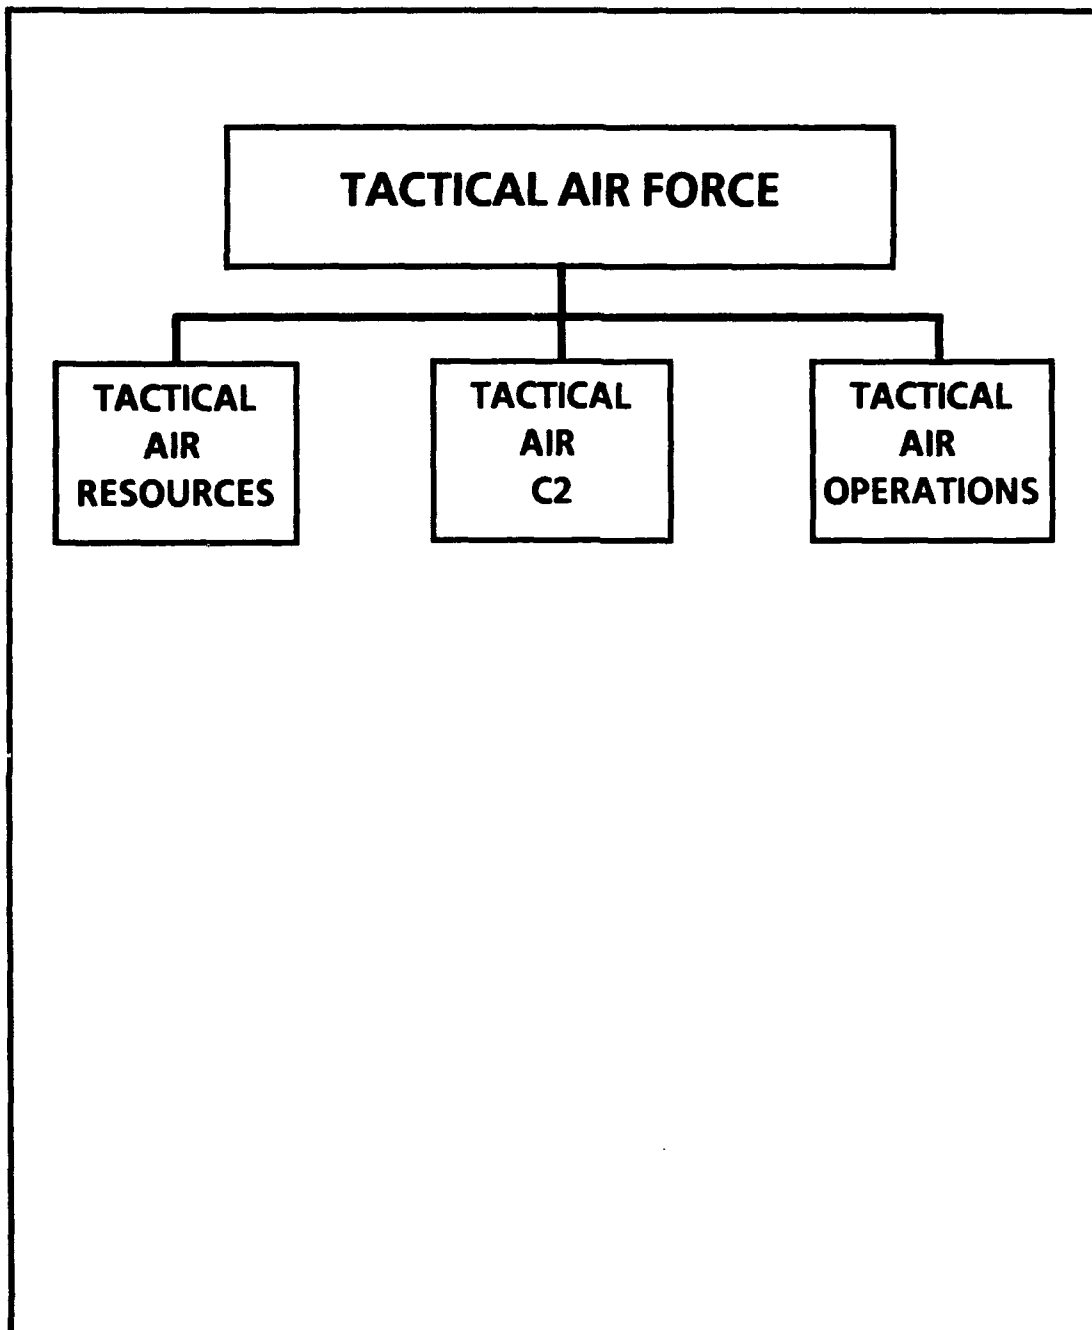 TACTICAL AIR FORCE
TACTICAL
AIR
RESOURCES
TACTICAL
AIR
C2
TACTICAL
AIR
OPERATIONS